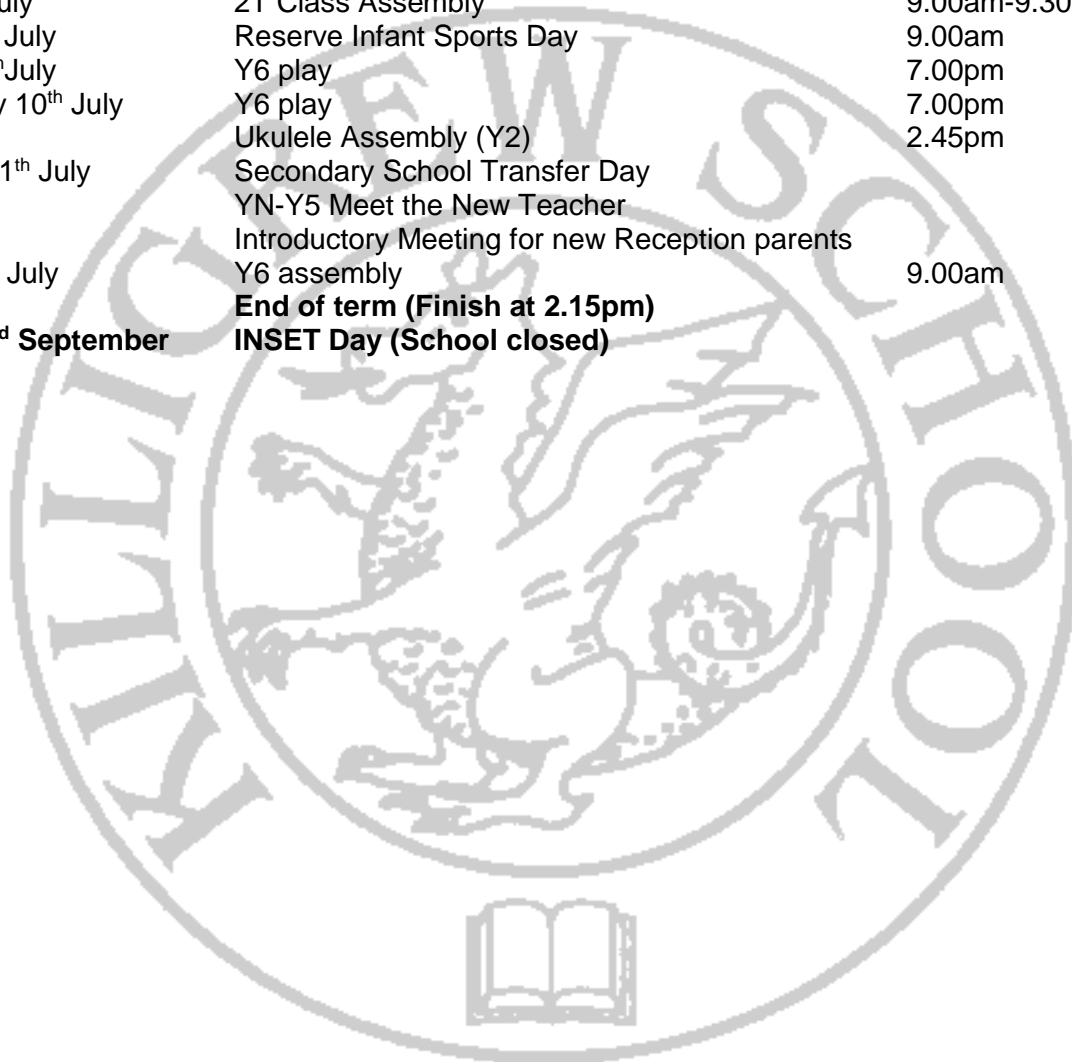 uly 2T Class Assembly 9.00am-9.30
July Reserve Infant Sports Day 9.00am
July Y6 play 7.00pm
10th July Y6 play 7.00pm
Ukulele Assembly (Y2) 2.45pm
1th July Secondary School Transfer Day
YN-Y5 Meet the New Teacher
Introductory Meeting for new Reception parents
July Y6 assembly 9.00am
End of term (Finish at 2.15pm)
d September INSET Day (School closed)
KILLIGREW SCHOOL